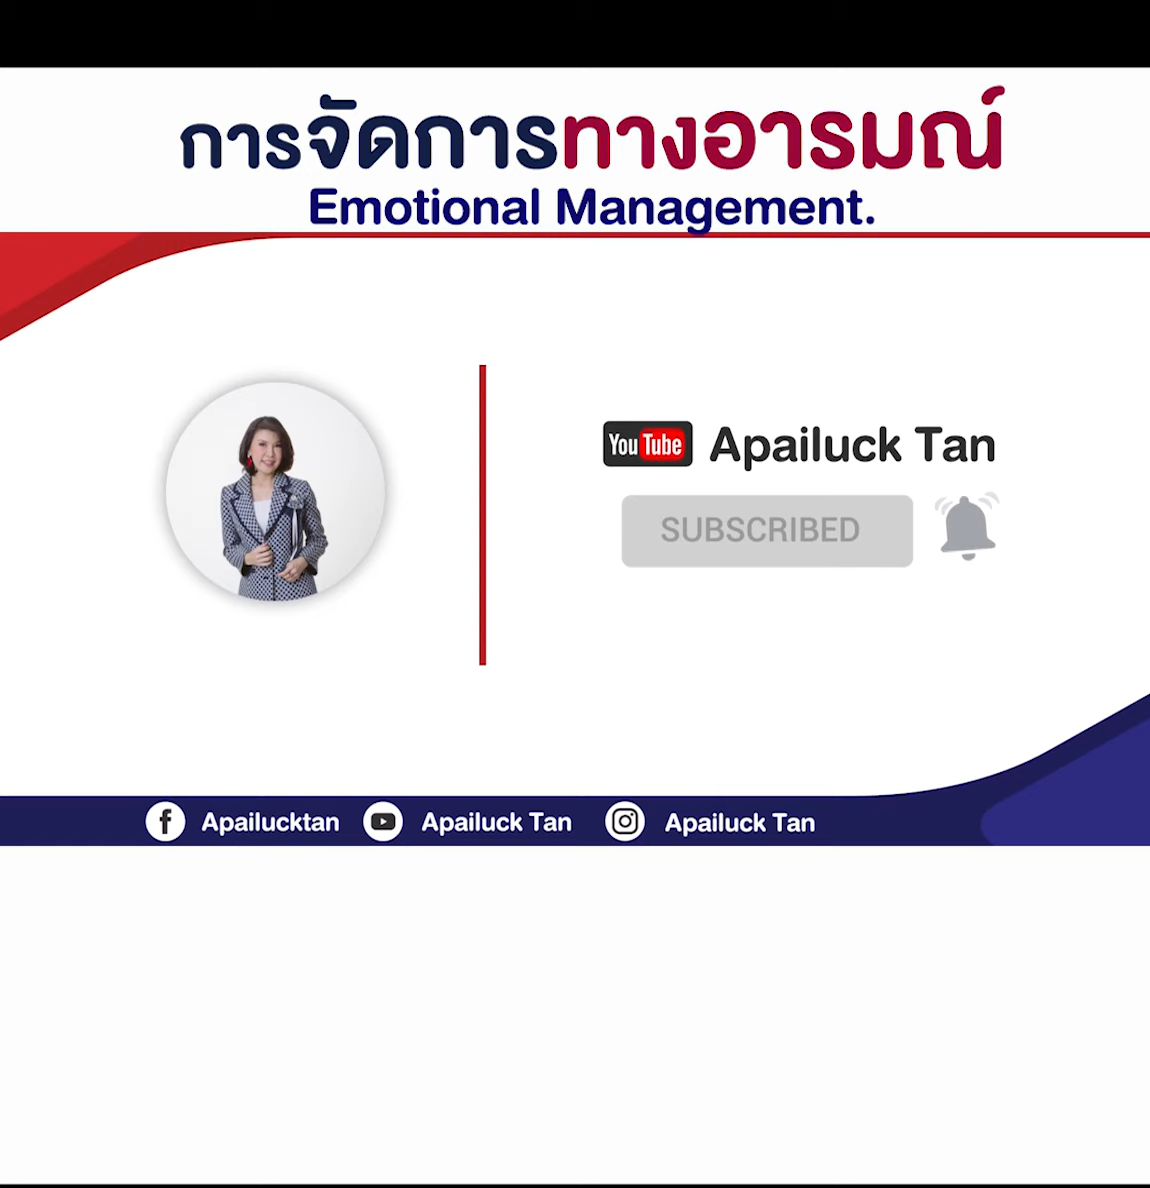 การจัดการทางอารมณ์
Emotional Management.
YouTube Apailuck Tan
SUBSCRIBED
Apailucktan Apailuck Tan Apailuck Tan